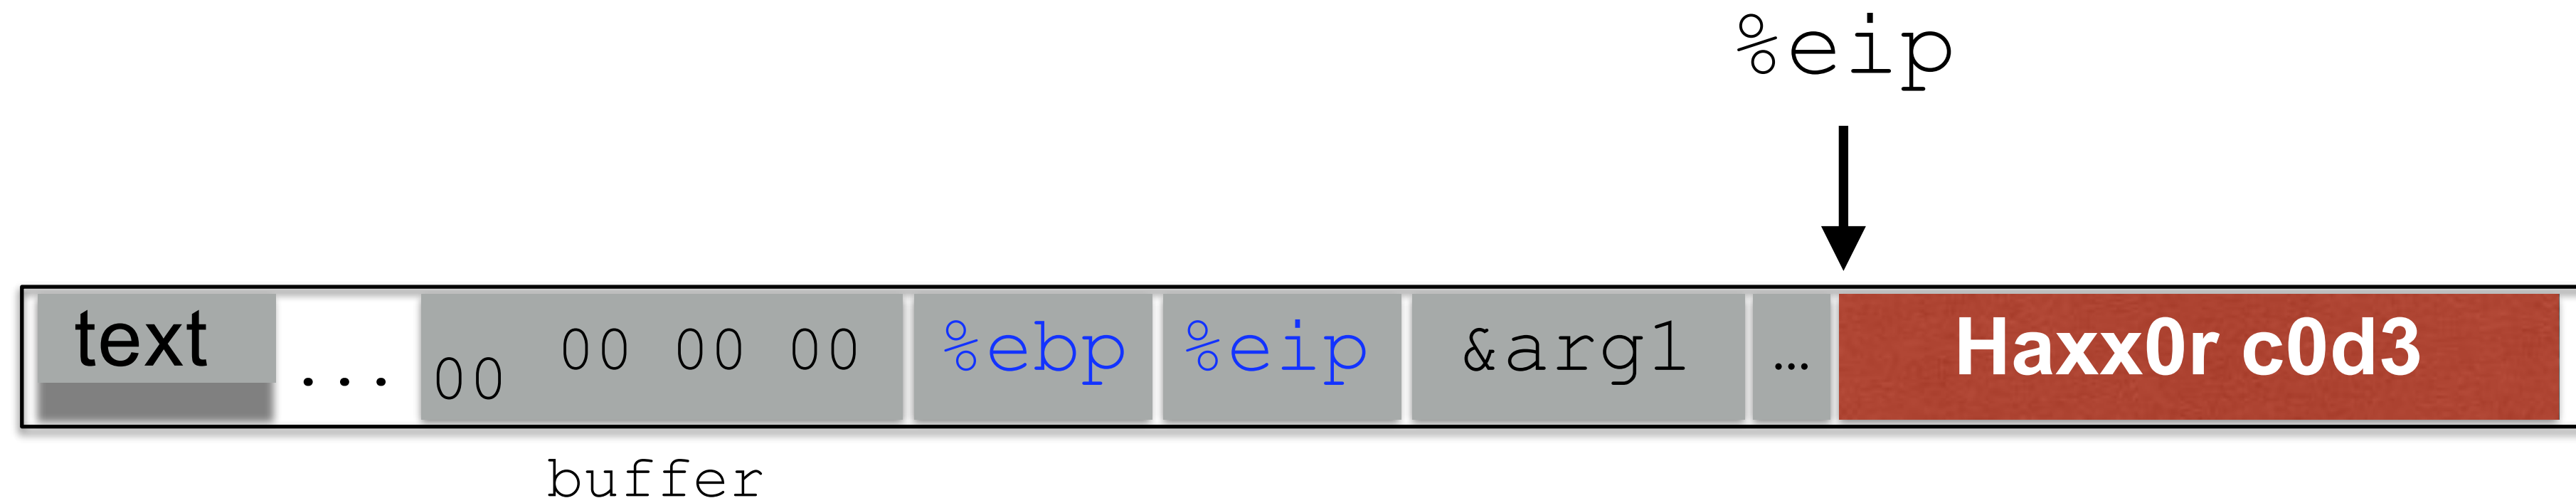 %eip
text ... 00 00 00 00 %ebp %eip &arg1 ... Haxx0r c0d3
buffer